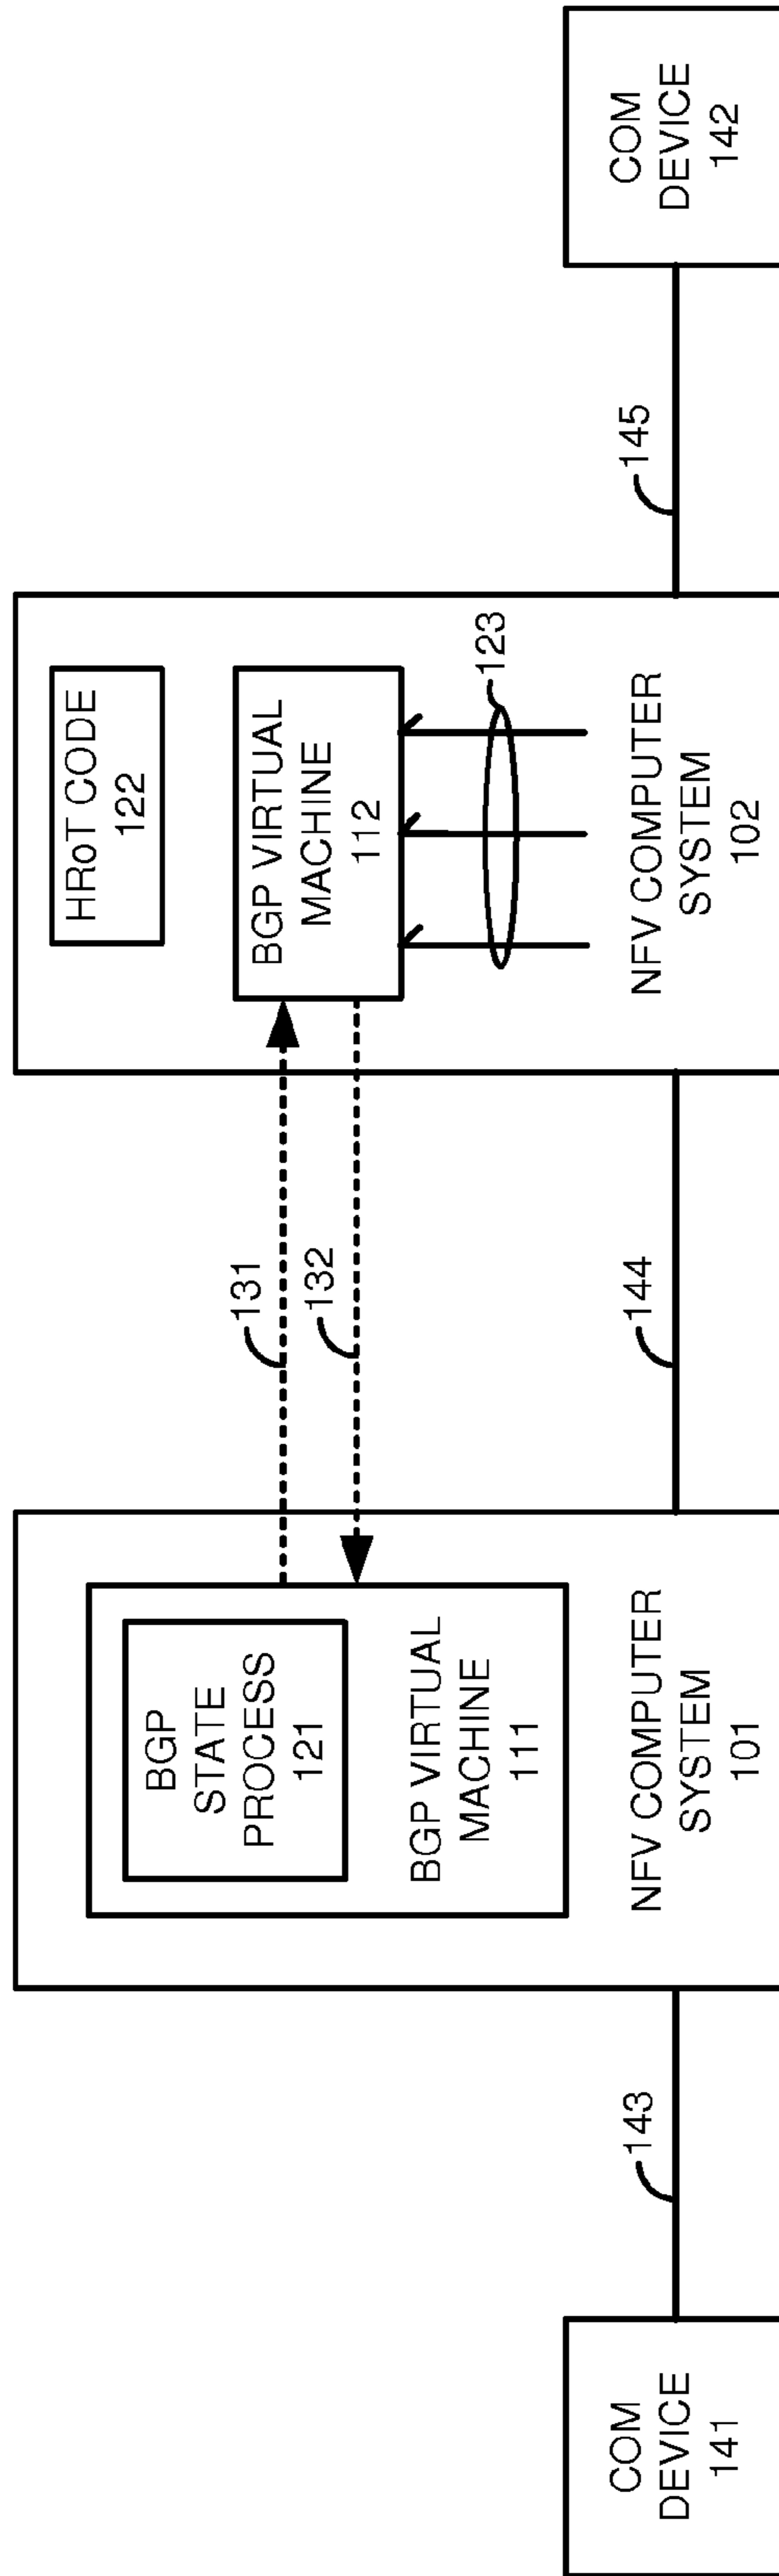 COM
DEVICE
141
143
BGP
STATE
PROCESS
121
BGP VIRTUAL
MACHINE
111
NFV COMPUTER
SYSTEM
101
131
132
144
HRoT CODE
122
BGP VIRTUAL
MACHINE
112
123
NFV COMPUTER
SYSTEM
102
145
COM
DEVICE
142